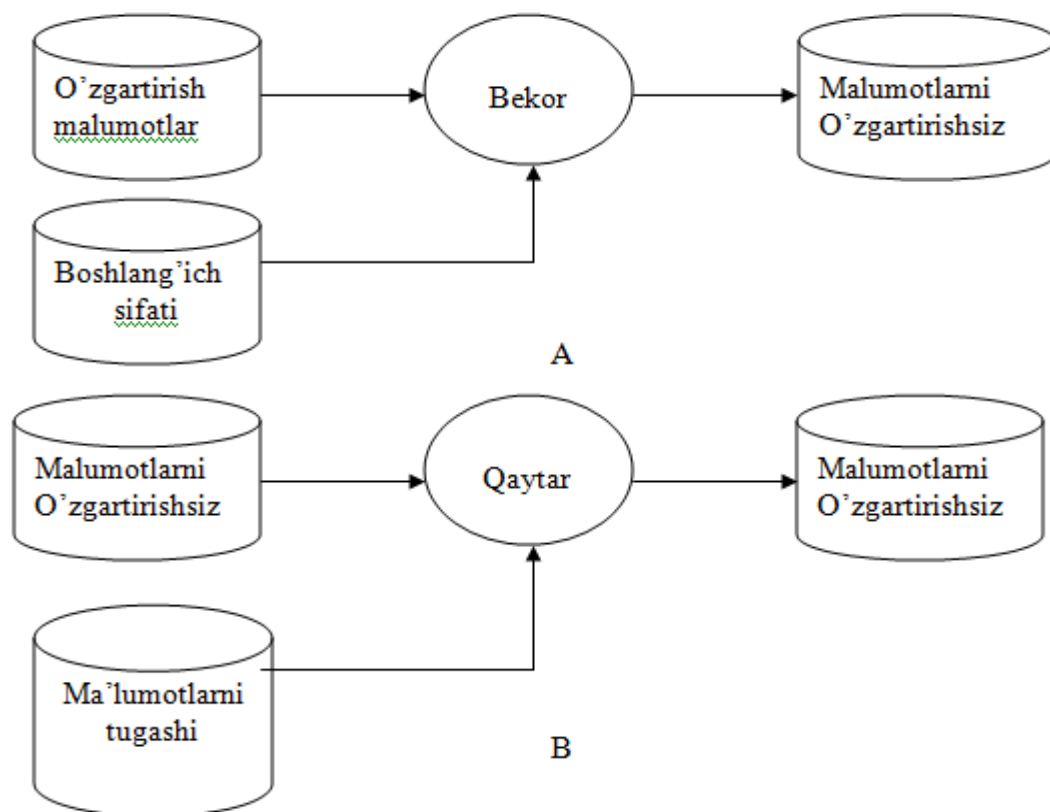 O’zgartirish
malumotlar
Bekor
Malumotlarni
O’zgartirishsiz
Boshlang’ich
sifati
A
Malumotlarni
O’zgartirishsiz
Qaytar
Malumotlarni
O’zgartirishsiz
Ma’lumotlarni
tugashi
B